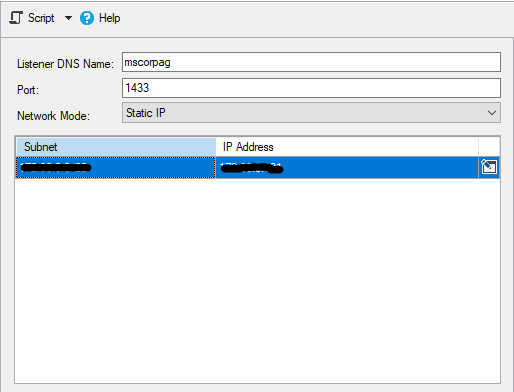 Script Help
Listener DNS Name: mscorpag
Port: 1433
Network Mode: Static IP
Subnet IP Address